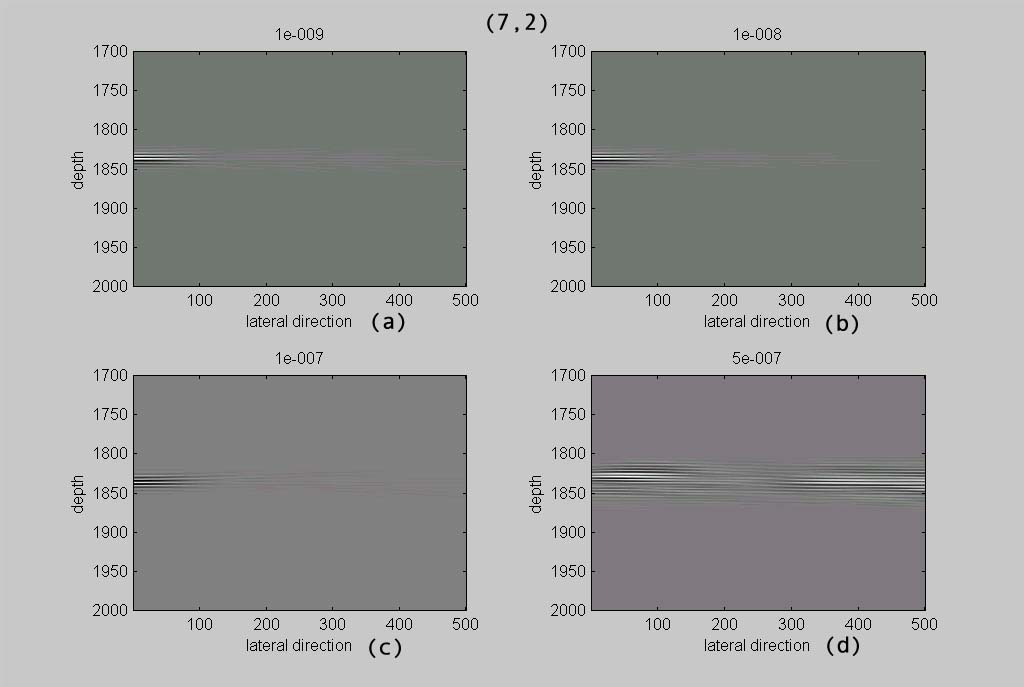 (7,2)
1e-009
1e-008
1700
1750
1800
1850
1900
1950
2000
depth
100 200 300 400 500
lateral direction (a)
1700
1750
1800
1850
1900
1950
2000
depth
100 200 300 400 500
lateral direction (b)
1e-007
5e-007
1700
1750
1800
1850
1900
1950
2000
depth
100 200 300 400 500
lateral direction (c)
1700
1750
1800
1850
1900
1950
2000
depth
100 200 300 400 500
lateral direction (d)